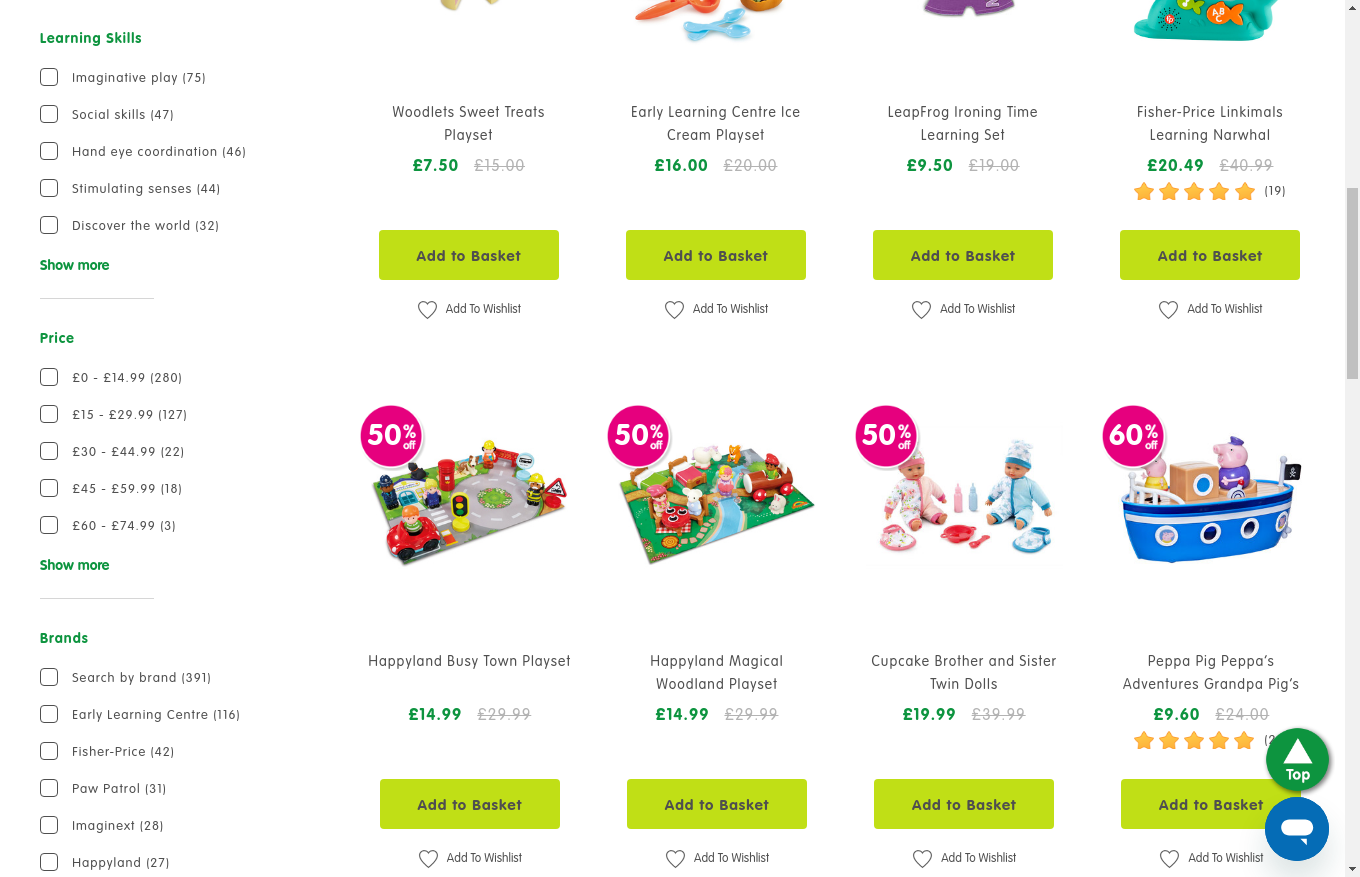 Learning Skills
Imaginative play (75)
Social skills (47)
Hand eye coordination (46)
Stimulating senses (44)
Discover the world (32)
Show more
Price
£0 - £14.99 (280)
£15 - £29.99 (127)
£30 - £44.99 (22)
£45 - £59.99 (18)
£60 - £74.99 (3)
Show more
Brands
Search by brand (391)
Early Learning Centre (116)
Fisher-Price (42)
Paw Patrol (31)
Imaginext (28)
Happyland (27)
Woodlets Sweet Treats
Playset
£7.50 £15.00
Add to Basket
Add To Wishlist
Early Learning Centre Ice
Cream Playset
£16.00 £20.00
Add to Basket
Add To Wishlist
2
LeapFrog Ironing Time
Learning Set
£9.50 £19.00
Add to Basket
Add To Wishlist
ABC
Fisher-Price Linkimals
Learning Narwhal
£20.49 £40.99
(19)
Add to Basket
Add To Wishlist
50% off
Happyland Busy Town Playset
£14.99 £29.99
Add to Basket
Add To Wishlist
50% off
Happyland Magical
Woodland Playset
£14.99 £29.99
Add to Basket
Add To Wishlist
50% off
Cupcake Brother and Sister
Twin Dolls
£19.99 £39.99
Add to Basket
Add To Wishlist
60% off
Peppa Pig Peppa's
Adventures Grandpa Pig's
£9.60 £24.00
Add to Basket
Add To Wishlist
Top